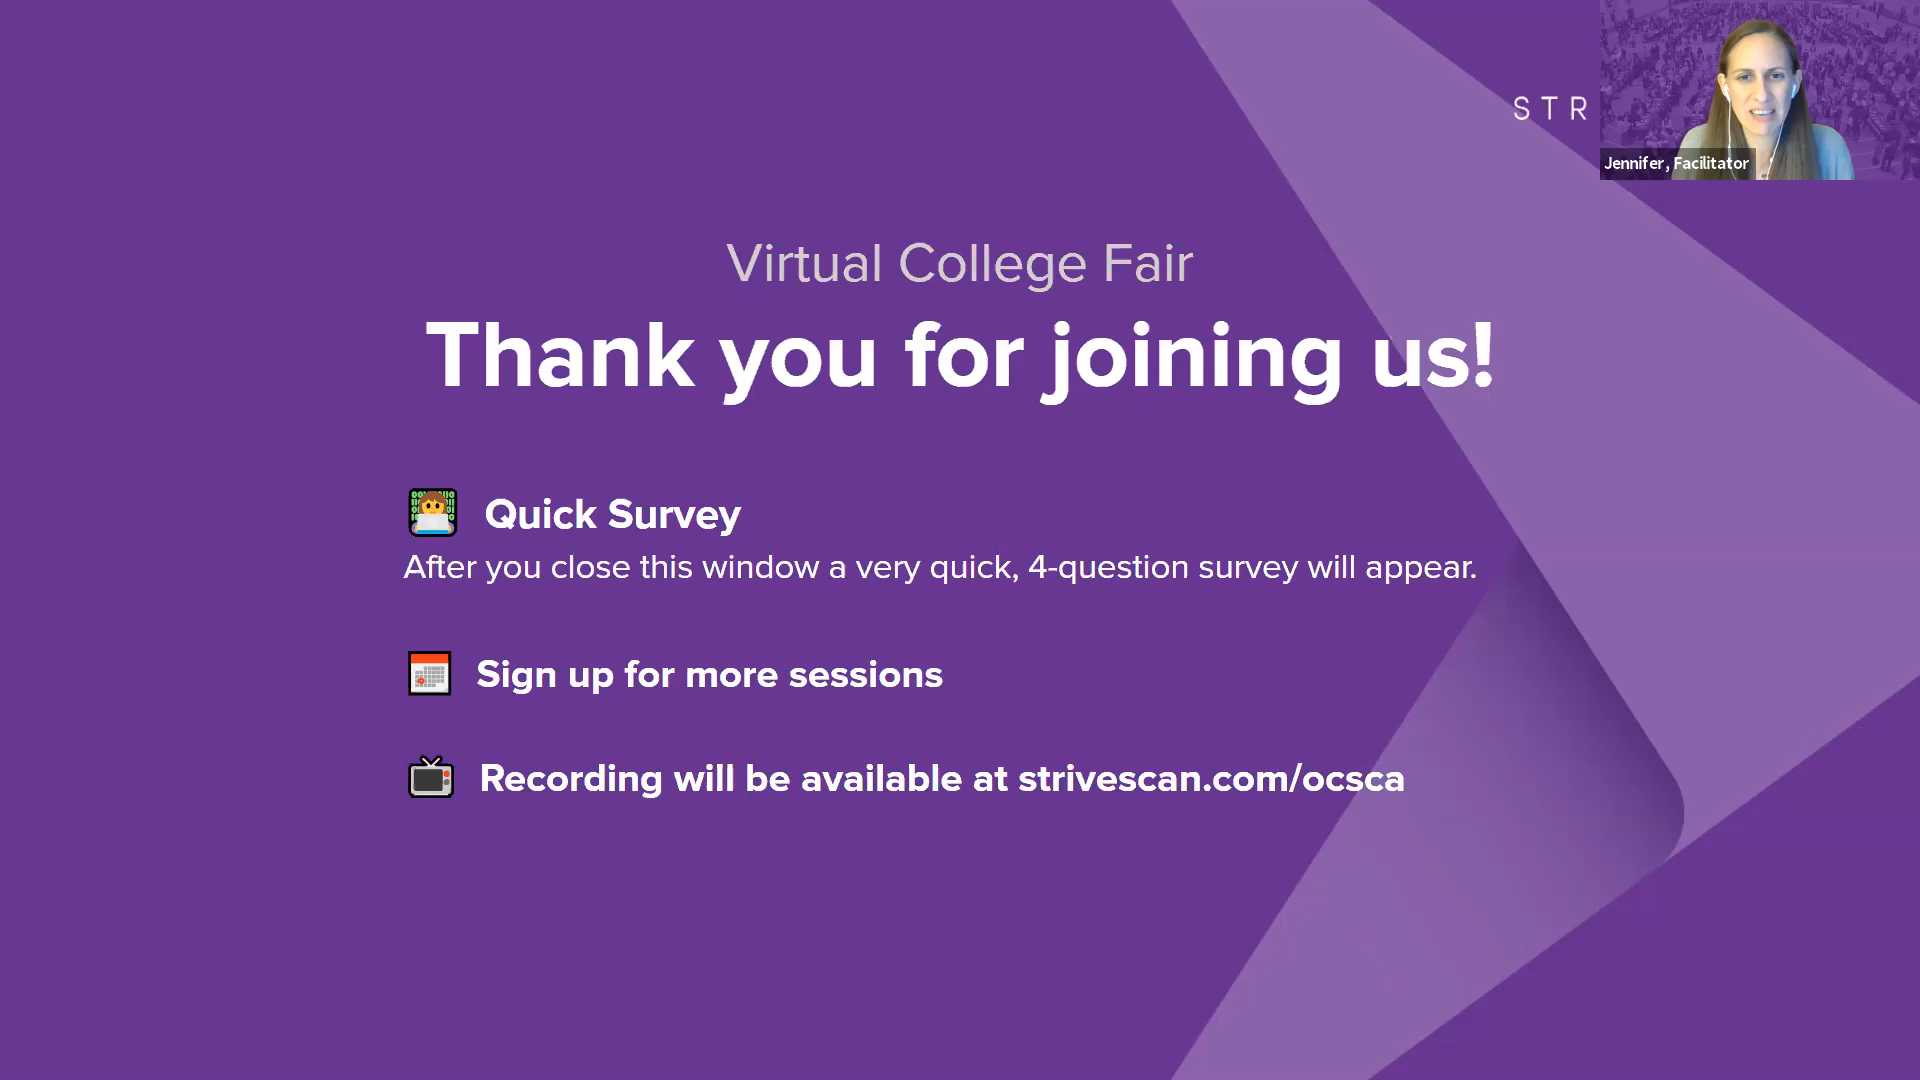 STR
Jennifer, Facilitator
Virtual College Fair
Thank you for joining us!
Quick Survey
After you close this window a very quick, 4-question survey will appear.
Sign up for more sessions
Recording will be available at strivescan.com/ocsca